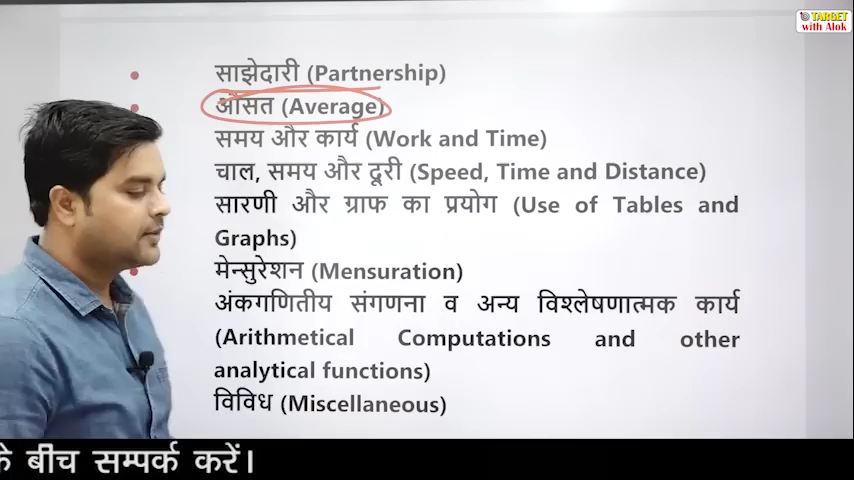 TARGET
with Alok
साझेदारी (Partnership)
औसत (Average)
समय और कार्य (Work and Time)
चाल, समय और दूरी (Speed, Time and Distance)
सारणी और ग्राफ का प्रयोग (Use of Tables and
Graphs)
मेन्सुरेशन (Mensuration)
अंकगणितीय संगणना व अन्य विश्लेषणात्मक कार्य
(Arithmetical Computations and other
analytical functions)
विविध (Miscellaneous)
के बीच सम्पर्क करें।